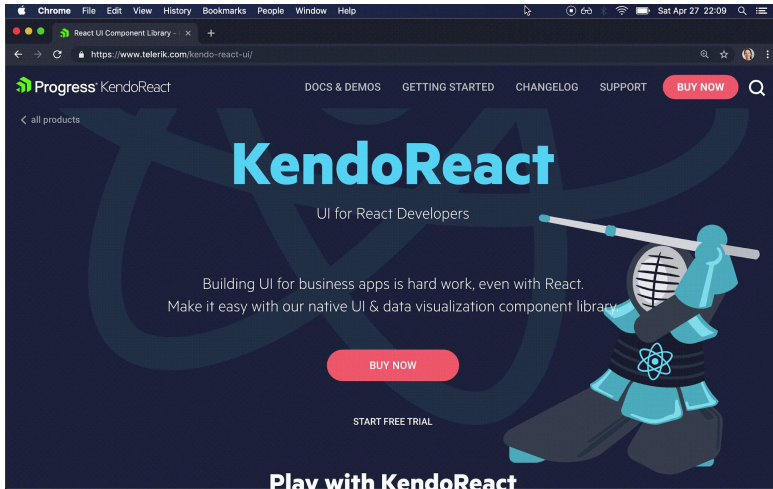 Chrome File Edit View History Bookmarks People Window Help Sat Apr 27 22:09
React UI Component Library -
https://www.telerik.com/kendo-react-ui/
Progress KendoReact DOCS & DEMOS GETTING STARTED CHANGELOG SUPPORT BUY NOW
all products
KendoReact
UI for React Developers
Building UI for business apps is hard work, even with React.
Make it easy with our native UI & data visualization component library.
BUY NOW
START FREE TRIAL
Play with KendoReact